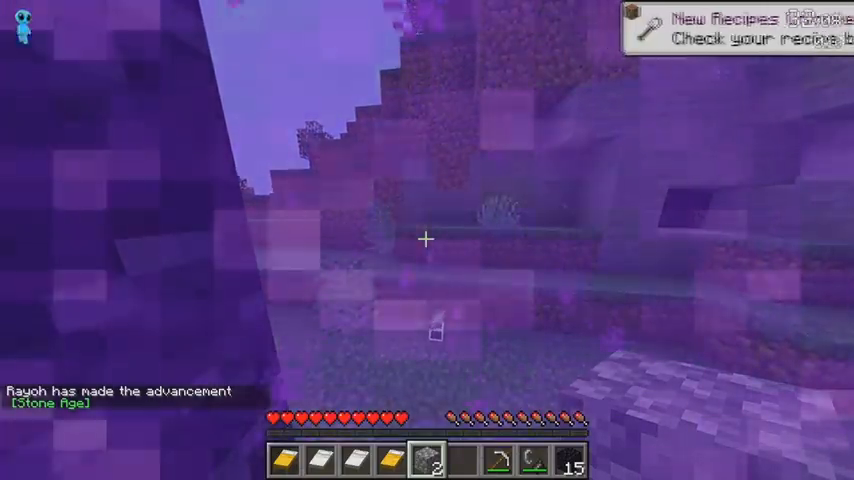 New Recipes
Check your recipe b
Rayoh has made the advancement
[Stone Age]
2
15